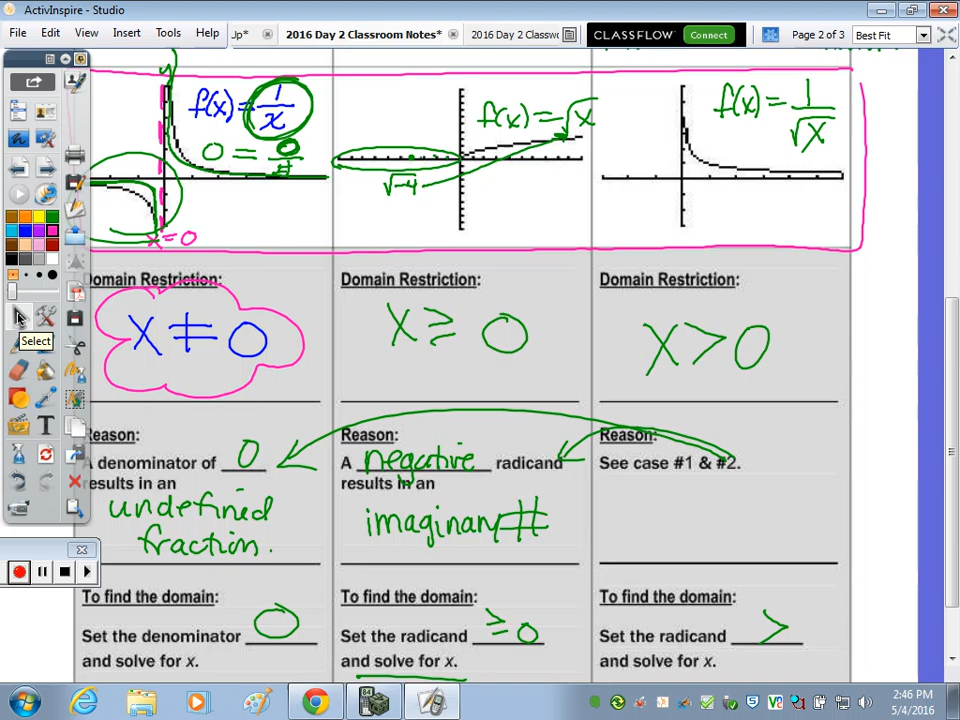 ActivInspire - Studio
File Edit View Insert Tools Help
Jp* 2016 Day 2 Classroom Notes* 2016 Day 2 Classwo
CLASSFLOW Connect
Page 2 of 3 Best Fit
y
f(x) = 1/x
0 = 0/#
x = 0
f(x) = √x
√-4
f(x) = 1/√x
Domain Restriction:
x ≠ 0
Domain Restriction:
x ≥ 0
Domain Restriction:
x > 0
Reason:
A denominator of 0
results in an
undefined
fraction.
Reason:
A negative radicand
results in an
imaginary #
Reason:
See case #1 & #2.
To find the domain:
Set the denominator 0
and solve for x.
To find the domain:
Set the radicand ≥ 0
and solve for x.
To find the domain:
Set the radicand >
and solve for x.
Select
2:46 PM
5/4/2016